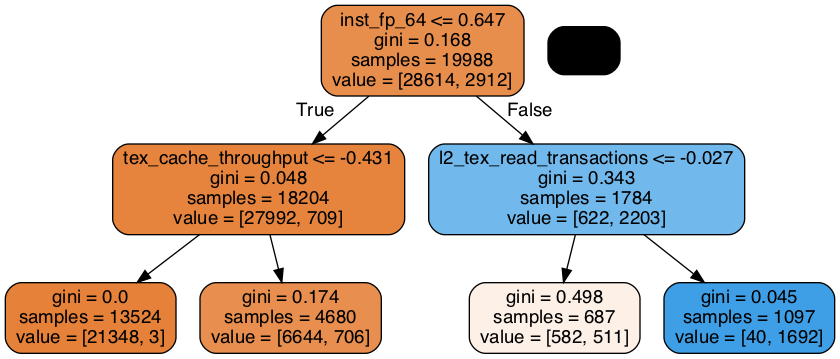 inst_fp_64 <= 0.647
gini = 0.168
samples = 19988
value = [28614, 2912]
True
False
tex_cache_throughput <= -0.431
gini = 0.048
samples = 18204
value = [27992, 709]
l2_tex_read_transactions <= -0.027
gini = 0.343
samples = 1784
value = [622, 2203]
gini = 0.0
samples = 13524
value = [21348, 3]
gini = 0.174
samples = 4680
value = [6644, 706]
gini = 0.498
samples = 687
value = [582, 511]
gini = 0.045
samples = 1097
value = [40, 1692]